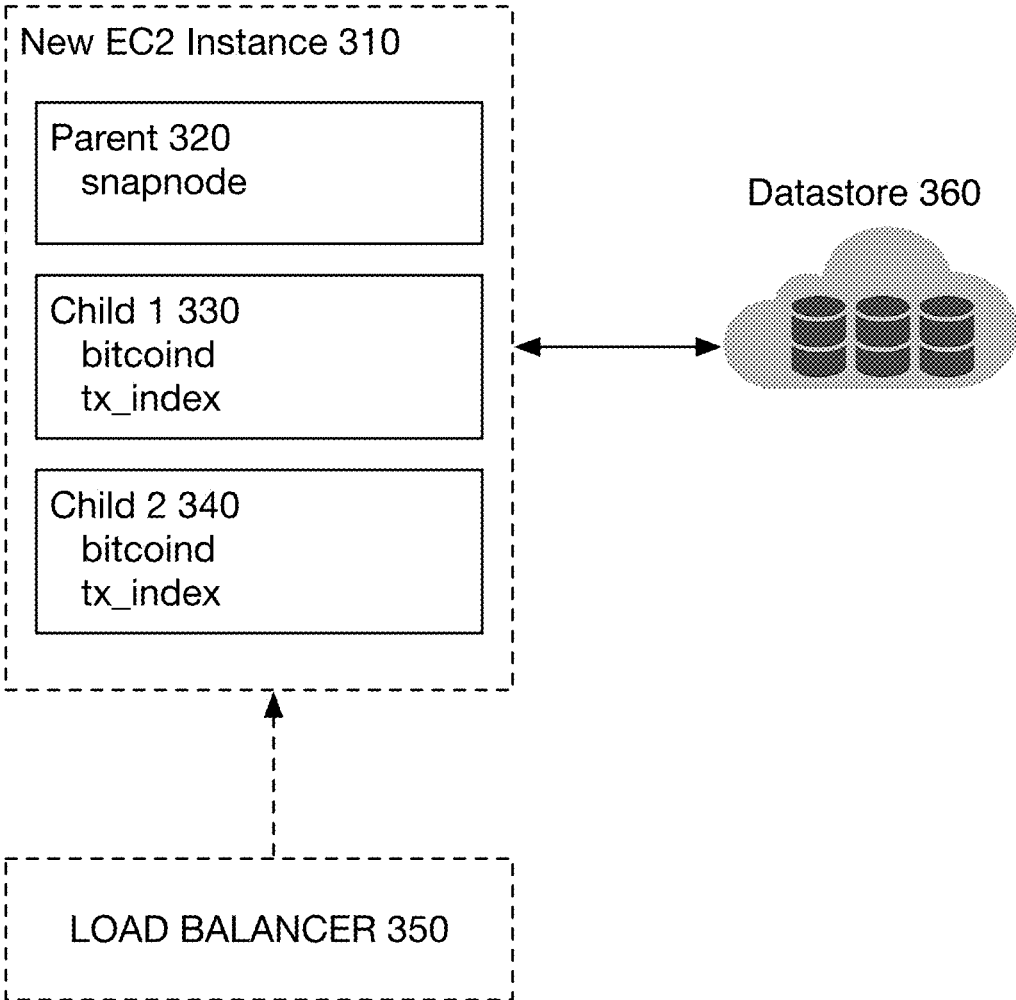 New EC2 Instance 310
Parent 320
snapnode
Datastore 360
Child 1 330
bitcoind
tx_index
Child 2 340
bitcoind
tx_index
LOAD BALANCER 350